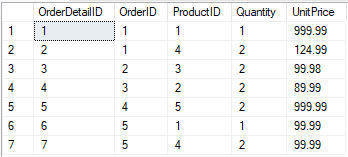 OrderDetailID OrderID ProductID Quantity UnitPrice
1 1 1 1 1 999.99
2 2 1 4 2 124.99
3 3 2 3 2 99.98
4 4 3 2 2 89.99
5 5 4 5 2 999.99
6 6 5 1 1 99.99
7 7 5 4 2 99.99